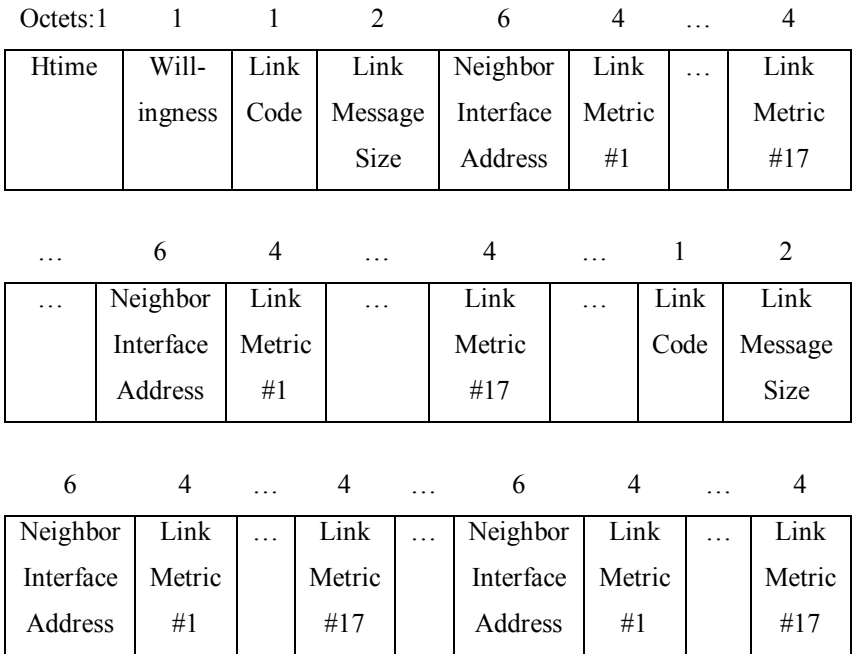 Octets:1 1 1 2 6 4 … 4
Htime Will- Link Link Neighbor Link … Link
ingness Code Message Interface Metric Metric
Size Address #1 #17
… 6 4 … 4 … 1 2
… Neighbor Link … Link … Link Link
Interface Metric Metric Code Message
Address #1 #17 Size
6 4 … 4 … 6 4 … 4
Neighbor Link … Link … Neighbor Link … Link
Interface Metric Metric Interface Metric Metric
Address #1 #17 Address #1 #17